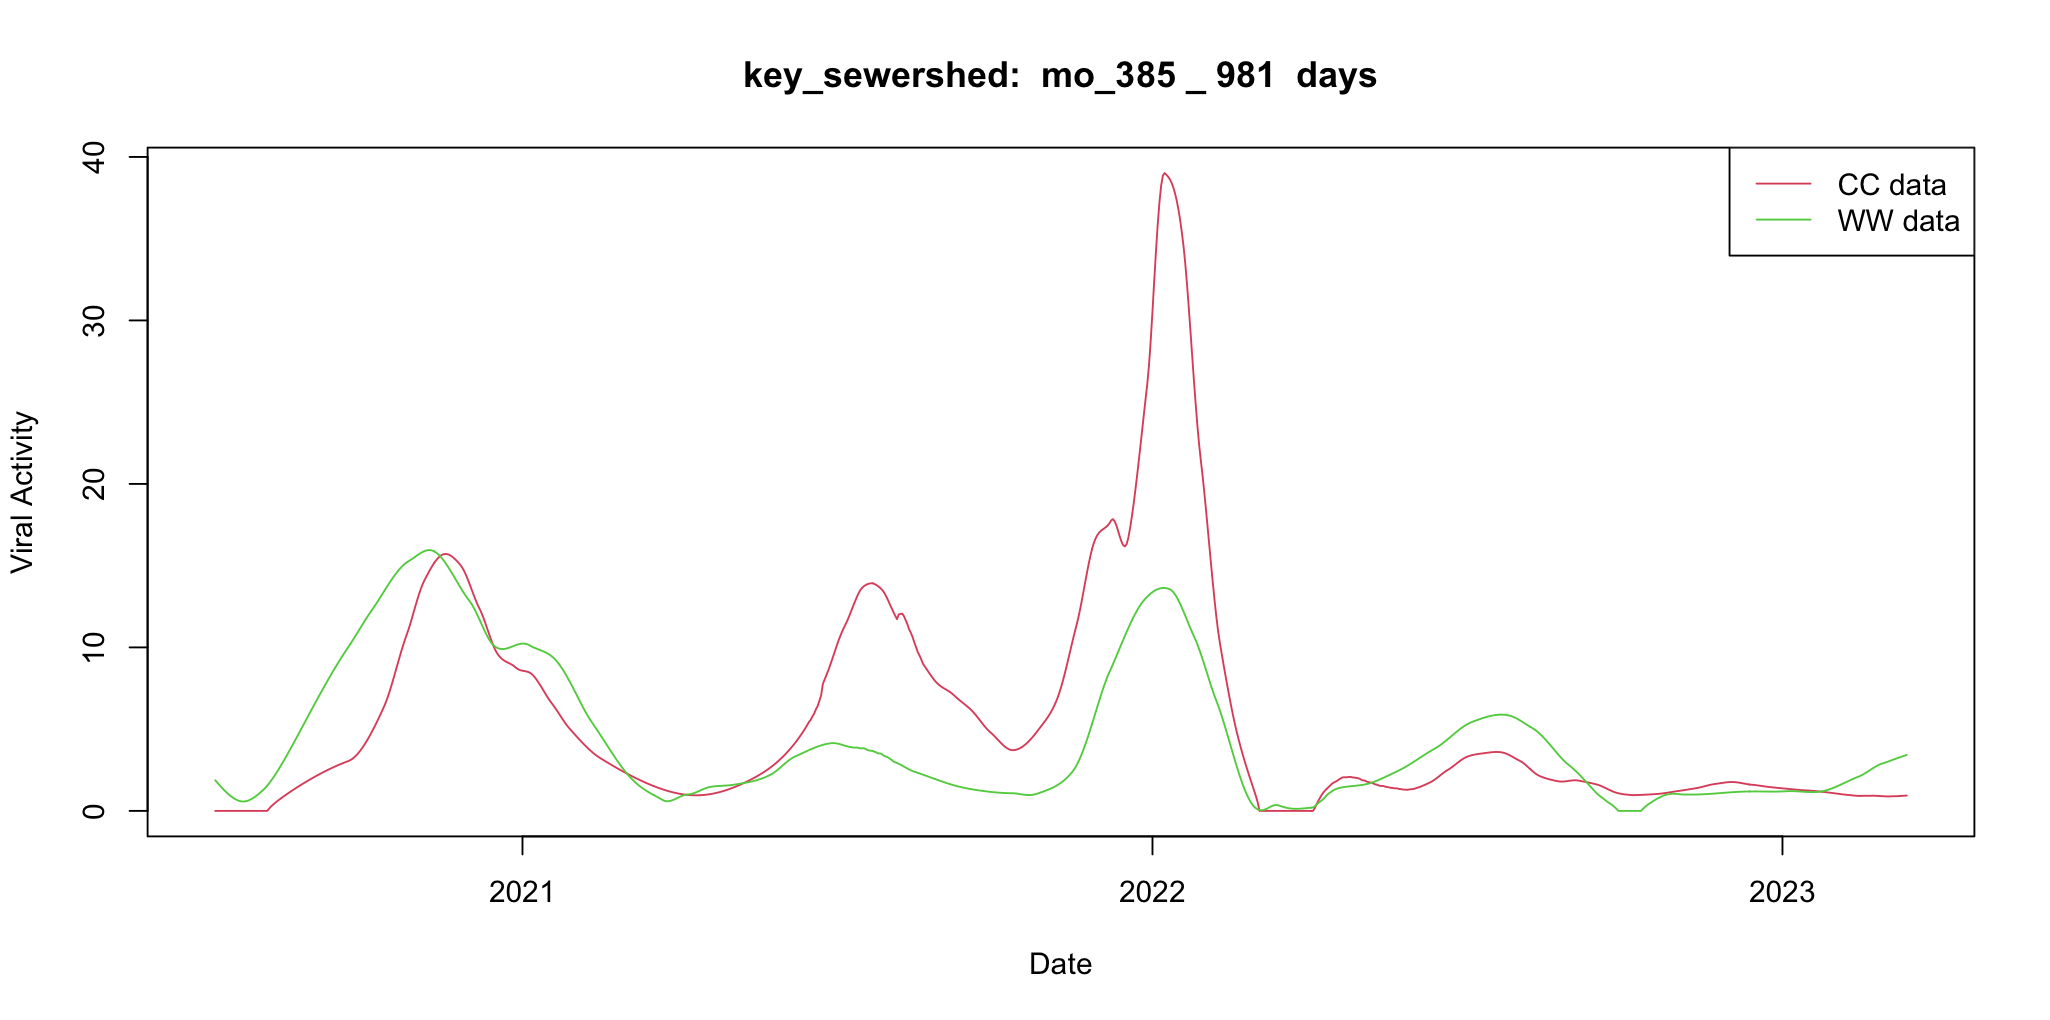 key_sewershed:  mo_385 _ 981  days
CC data
WW data
Viral Activity
40
30
20
10
0
2021
2022
2023
Date